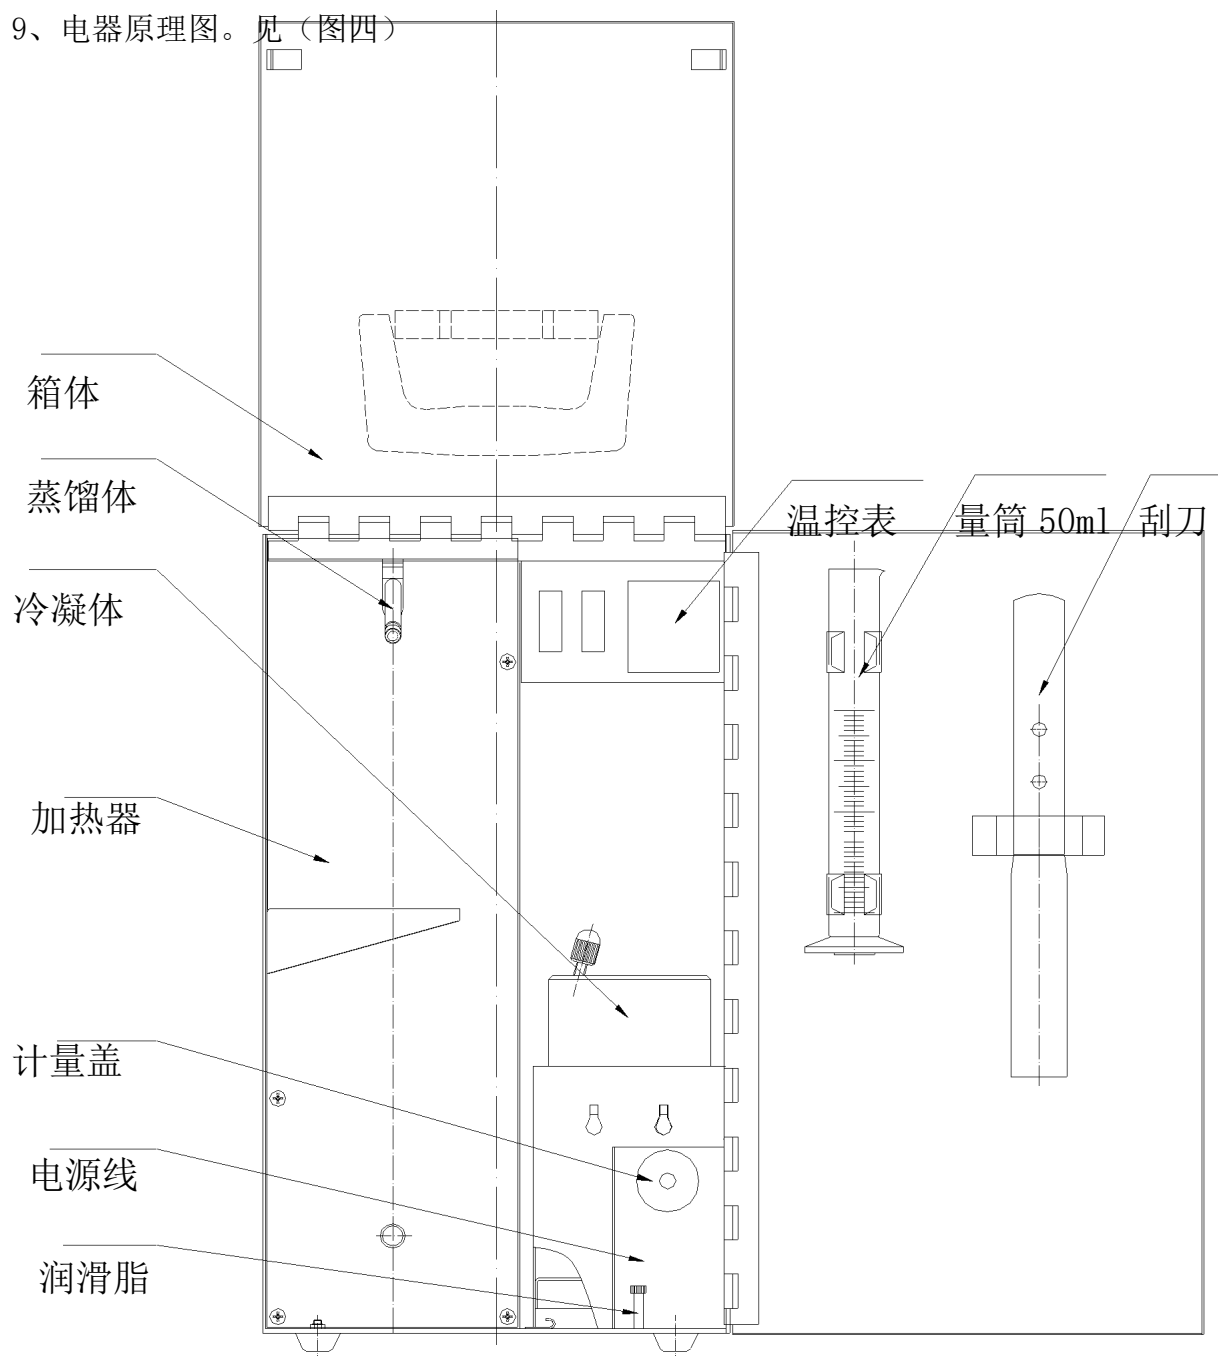 9、电器原理图。见（图四）
箱体
蒸馏体
温控表 量筒 50ml 刮刀
冷凝体
加热器
计量盖
电源线
润滑脂